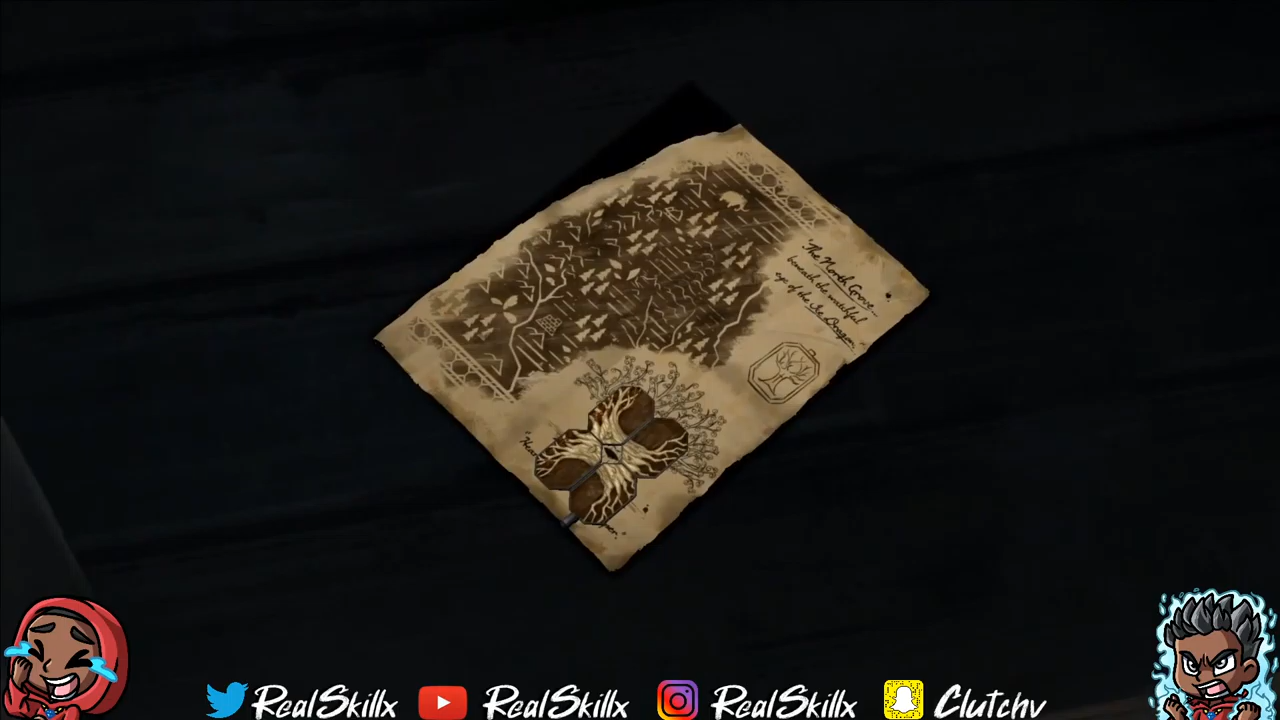 "The North Grove
beneath the watchful
eye of the Ice Dragon."
RealSkillx
RealSkillx
RealSkillx
Clutchv